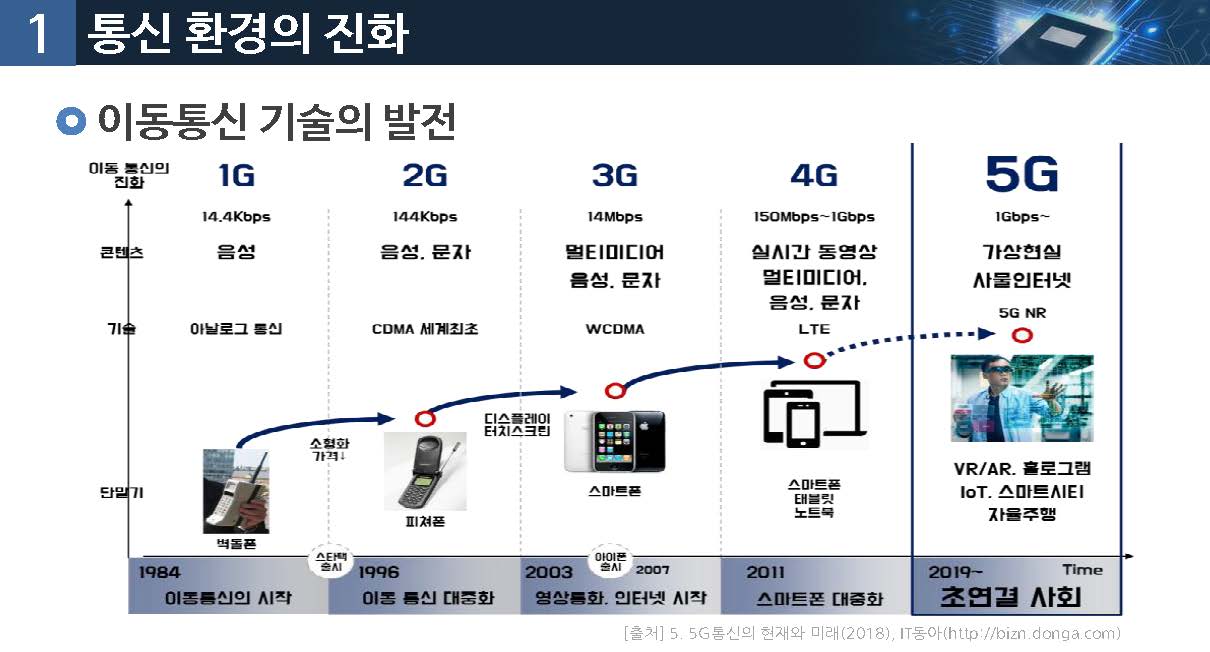 1 통신 환경의 진화
이동통신 기술의 발전
이동 통신의
진화
1G
2G
3G
4G
5G
14.4Kbps
144Kbps
14Mbps
150Mbps~1Gbps
1Gbps~
콘텐츠
음성
음성, 문자
멀티미디어
음성, 문자
실시간 동영상
멀티미디어,
음성, 문자
가상현실
사물인터넷
기술
아날로그 통신
CDMA 세계최초
WCDMA
LTE
5G NR
소형화
가격↓
디스플레이
터치스크린
단말기
벽돌폰
피쳐폰
스마트폰
스마트폰
태블릿
노트북
VR/AR, 홀로그램
IoT, 스마트시티
자율주행
스타택
출시
아이폰
출시
1984
이동통신의 시작
1996
이동 통신 대중화
2003
2007
영상통화, 인터넷 시작
2011
스마트폰 대중화
2019~
Time
초연결 사회
[출처] 5. 5G통신의 현재와 미래(2018), IT동아(http://bizn.donga.com)